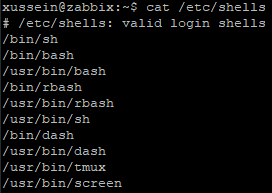 xussein@zabbix:~$ cat /etc/shells
# /etc/shells: valid login shells
/bin/sh
/bin/bash
/usr/bin/bash
/bin/rbash
/usr/bin/rbash
/usr/bin/sh
/bin/dash
/usr/bin/dash
/usr/bin/tmux
/usr/bin/screen